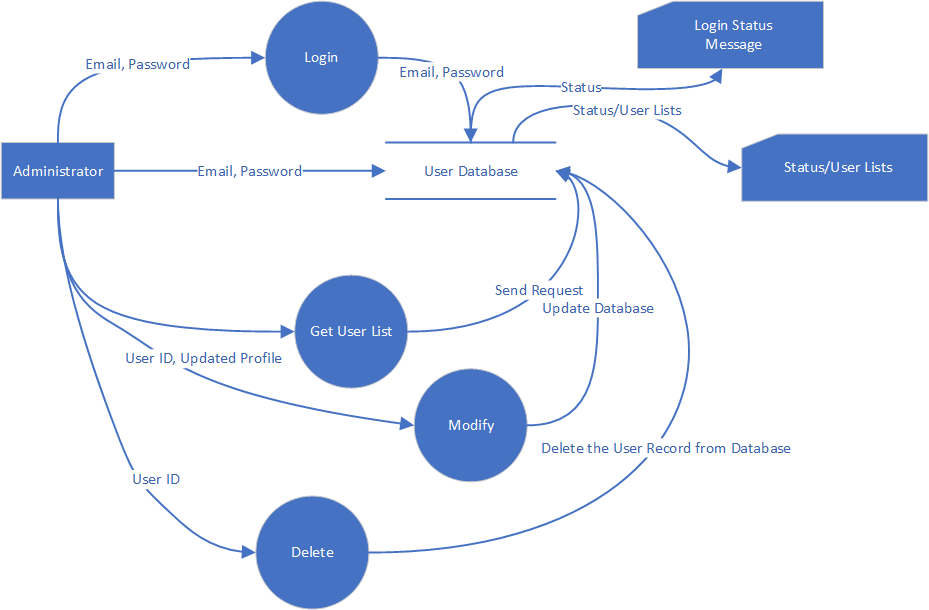 Login Status
Message
Login
Email, Password
Email, Password
Status
Status/User Lists
Administrator
Email, Password
User Database
Status/User Lists
Send Request
Update Database
Get User List
User ID, Updated Profile
Modify
Delete the User Record from Database
User ID
Delete